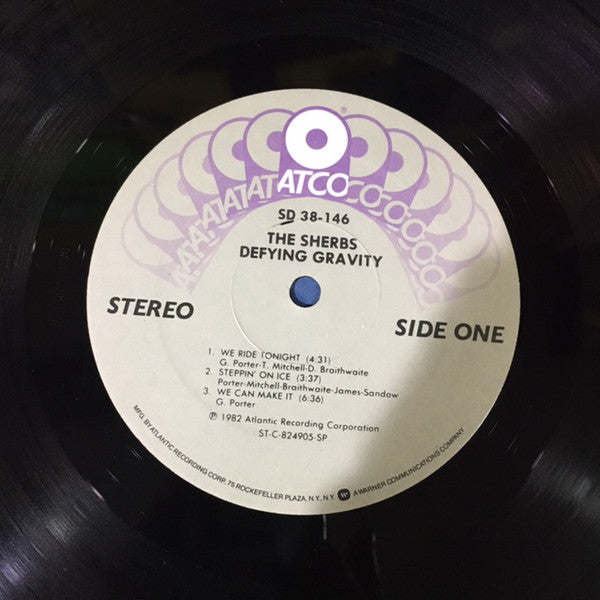 ATCO
®
SD 38-146
THE SHERBS
DEFYING GRAVITY
STEREO
SIDE ONE
1. WE RIDE TONIGHT (4:31)
G. Porter-T. Mitchell-D. Braithwaite
2. STEPPIN' ON ICE (3:37)
Porter-Mitchell-Braithwaite-James-Sandow
3. WE CAN MAKE IT (6:36)
G. Porter
℗ 1982 Atlantic Recording Corporation
ST-C-824905-SP
MFG. BY ATLANTIC RECORDING CORP., 75 ROCKEFELLER PLAZA, N.Y. N.Y. A WARNER COMMUNICATIONS COMPANY